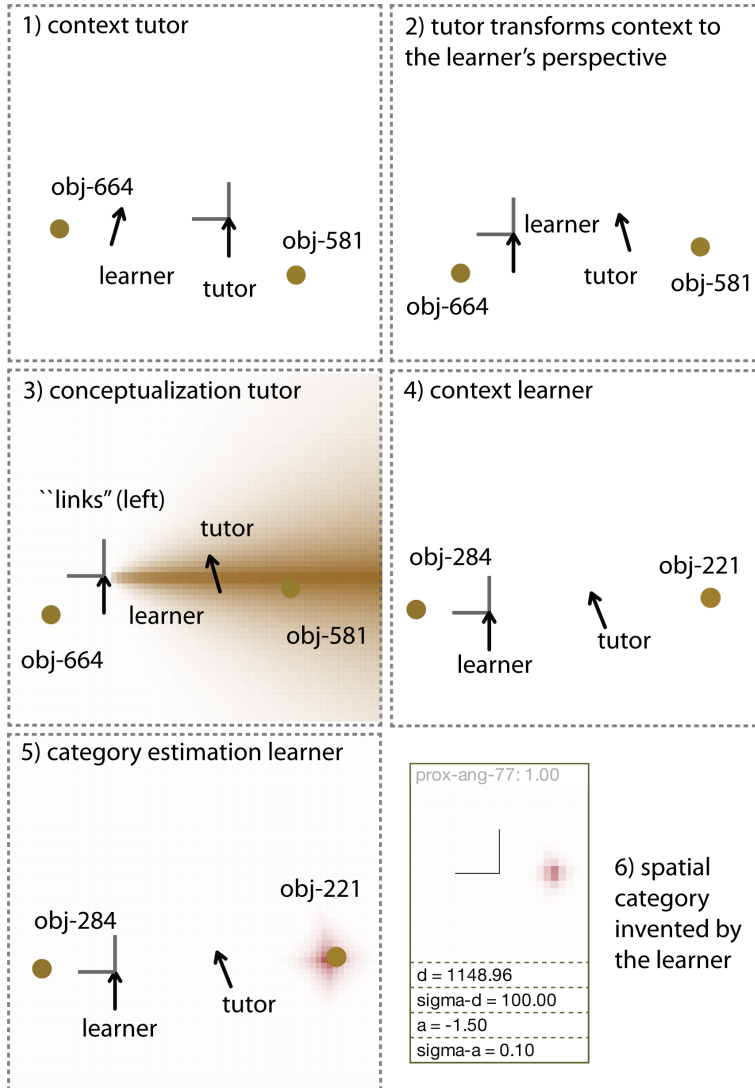 1) context tutor
obj-664
learner
tutor
obj-581
2) tutor transforms context to
the learner's perspective
learner
tutor
obj-664
obj-581
3) conceptualization tutor
``links” (left)
tutor
learner
obj-664
obj-581
4) context learner
obj-284
obj-221
learner
tutor
5) category estimation learner
obj-284
obj-221
tutor
learner
prox-ang-77: 1.00
d = 1148.96
sigma-d = 100.00
a = -1.50
sigma-a = 0.10
6) spatial
category
invented by
the learner